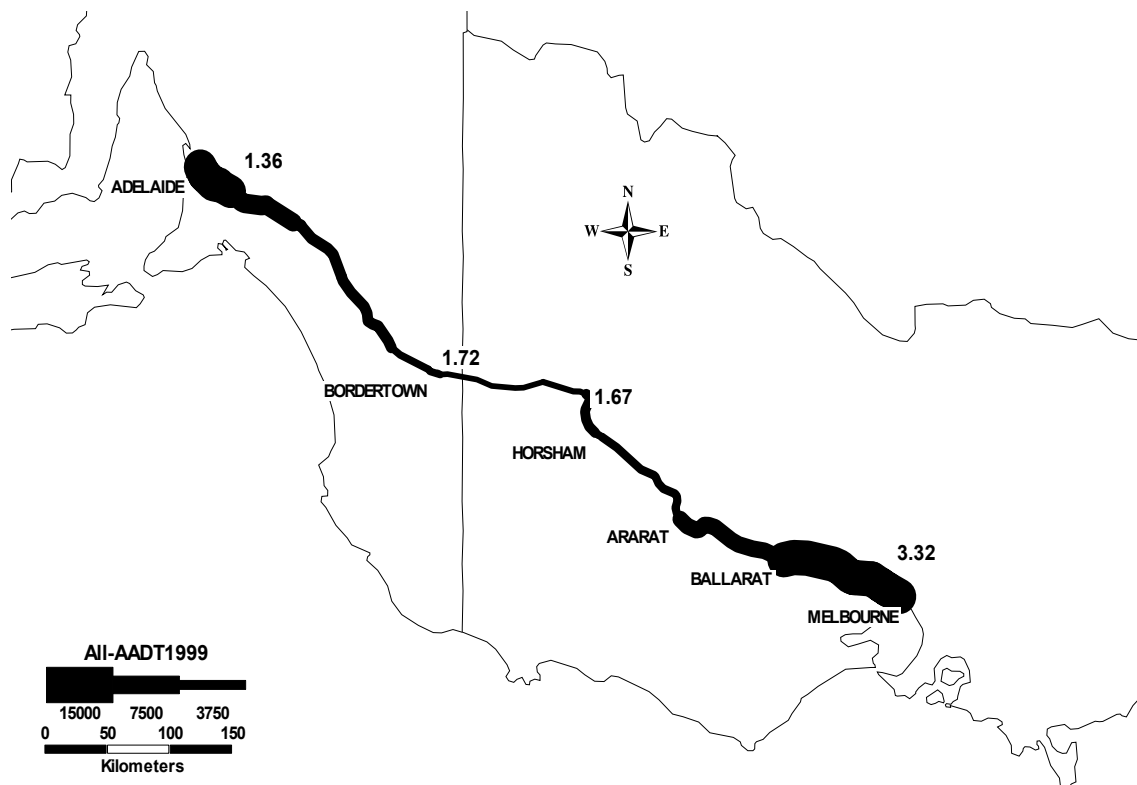 1.36
ADELAIDE
N
W E
S
1.72
BORDERTOWN
1.67
HORSHAM
ARARAT
3.32
BALLARAT
MELBOURNE
All-AADT1999
15000 7500 3750
0 50 100 150
Kilometers